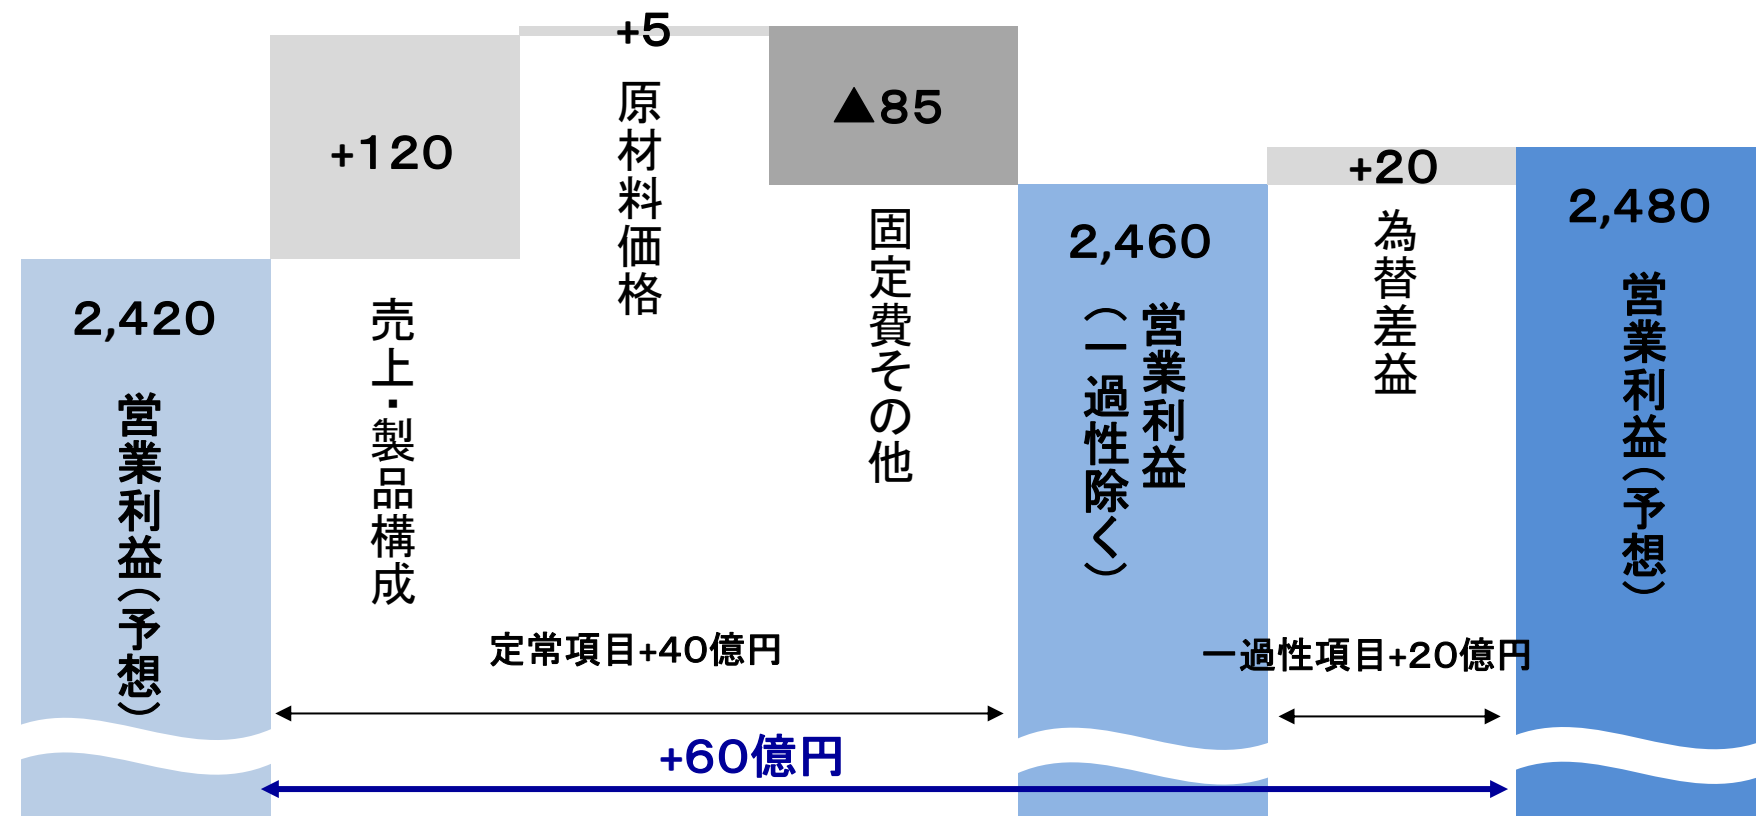 2,420
営業利益(予想)
+120
売上・製品構成
+5
原材料価格
▲85
固定費その他
2,460
営業利益
(一過性除く)
+20
為替差益
2,480
営業利益(予想)
定常項目+40億円
一過性項目+20億円
+60億円